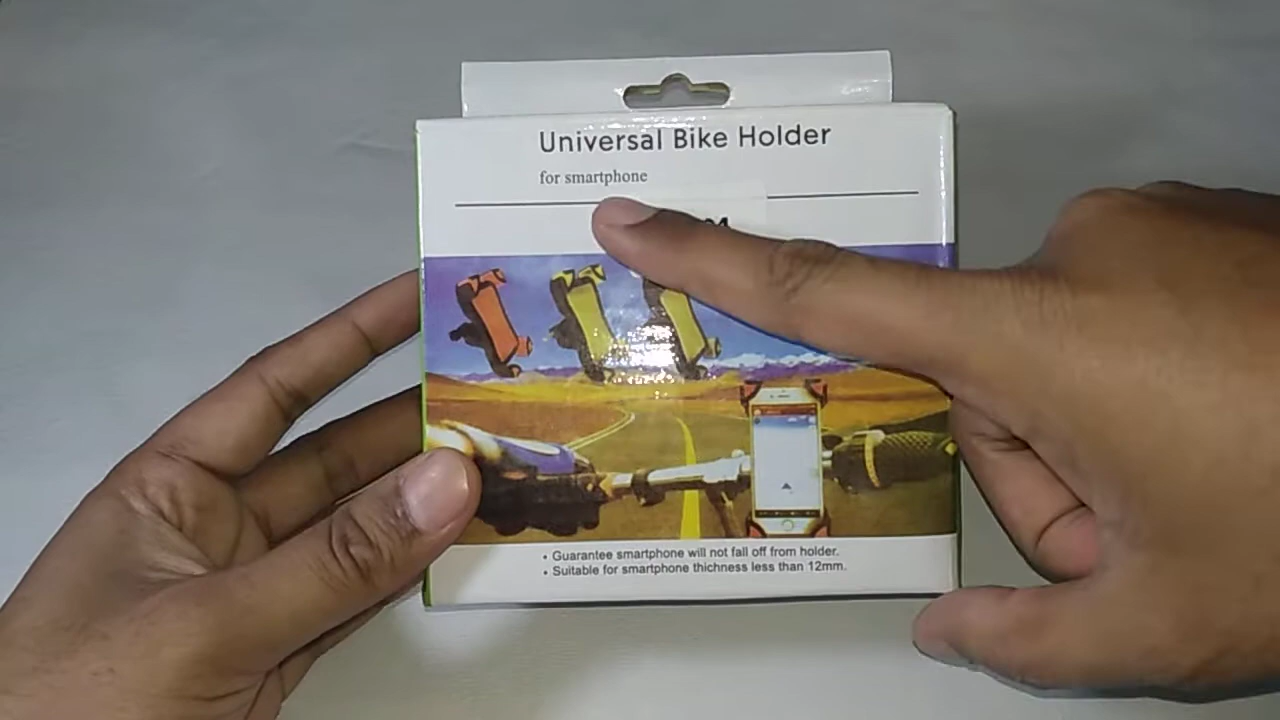 Universal Bike Holder
for smartphone
• Guarantee smartphone will not fall off from holder.
• Suitable for smartphone thichness less than 12mm.